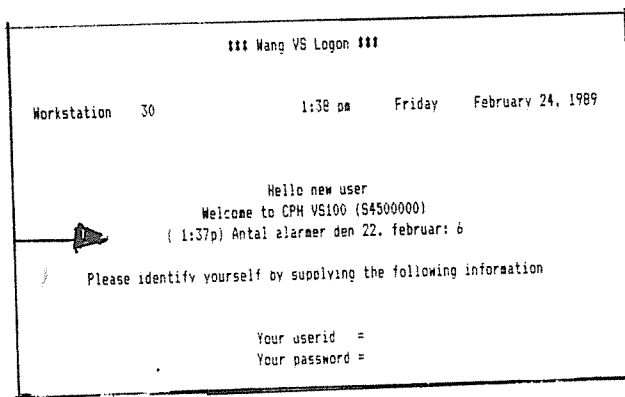 *** Wang VS Logon ***
Workstation 30 1:38 pm Friday February 24, 1989
Hello new user
Welcome to CPH VS100 (S4500000)
( 1:37p) Antal alarmer den 22. februar: 6
Please identify yourself by supplying the following information
Your userid =
Your password =